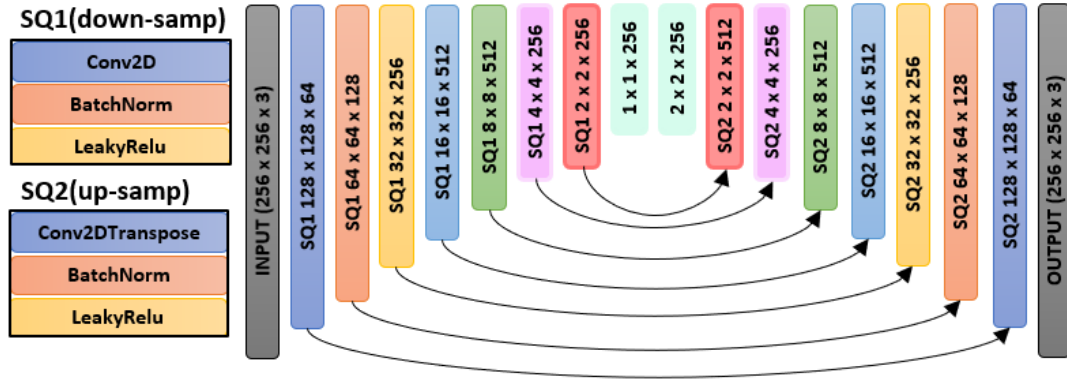 SQ1(down-samp)
Conv2D
BatchNorm
LeakyRelu
SQ2(up-samp)
Conv2DTranspose
BatchNorm
LeakyRelu
INPUT (256 x 256 x 3)
SQ1 128 x 128 x 64
SQ1 64 x 64 x 128
SQ1 32 x 32 x 256
SQ1 16 x 16 x 512
SQ1 8 x 8 x 512
SQ1 4 x 4 x 256
SQ1 2 x 2 x 256
1 x 1 x 256
2 x 2 x 256
SQ2 2 x 2 x 512
SQ2 4 x 4 x 256
SQ2 8 x 8 x 512
SQ2 16 x 16 x 512
SQ2 32 x 32 x 256
SQ2 64 x 64 x 128
SQ2 128 x 128 x 64
OUTPUT (256 x 256 x 3)